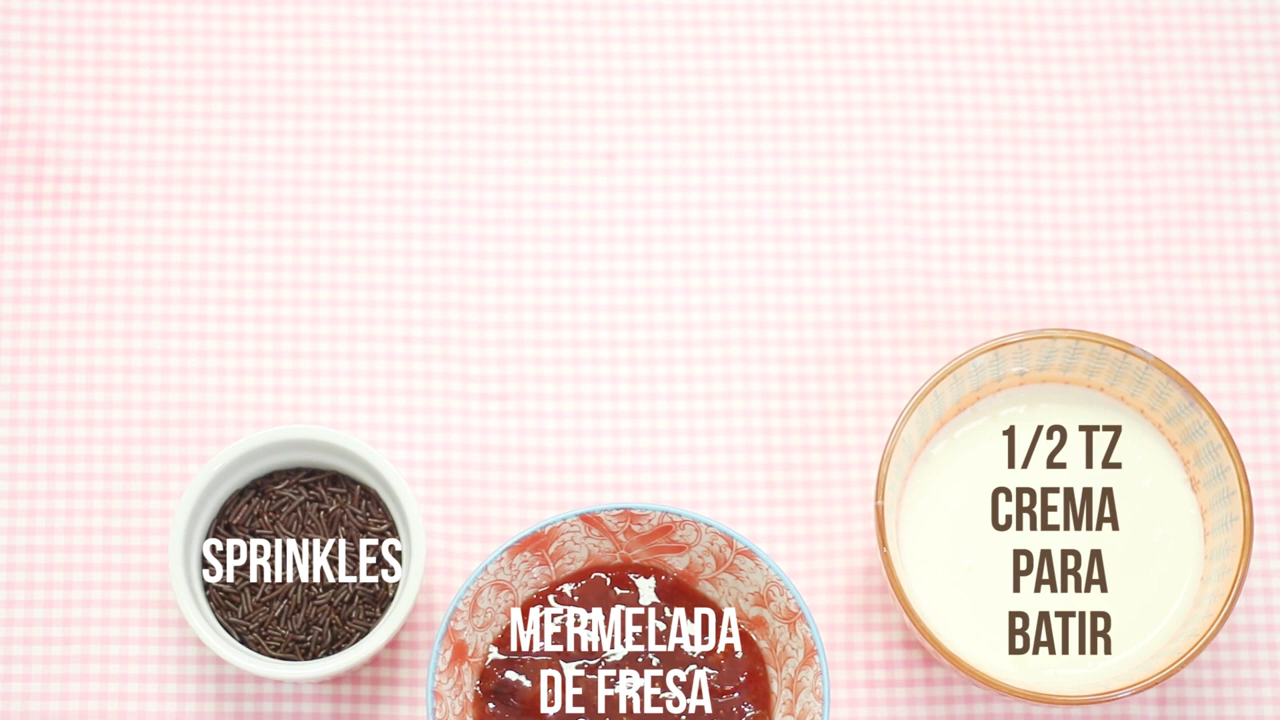 SPRINKLES
MERMELADA
DE FRESA
1/2 TZ
CREMA
PARA
BATIR